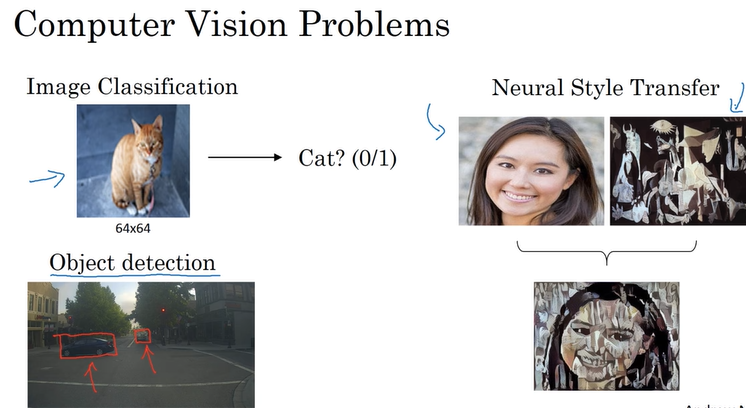 Computer Vision Problems
Image Classification
Cat? (0/1)
64x64
Object detection
Neural Style Transfer